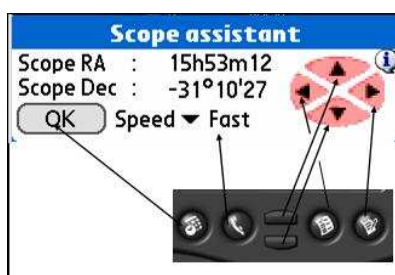 Scope assistant
Scope RA : 15h53m12
Scope Dec : -31°10'27
OK Speed Fast